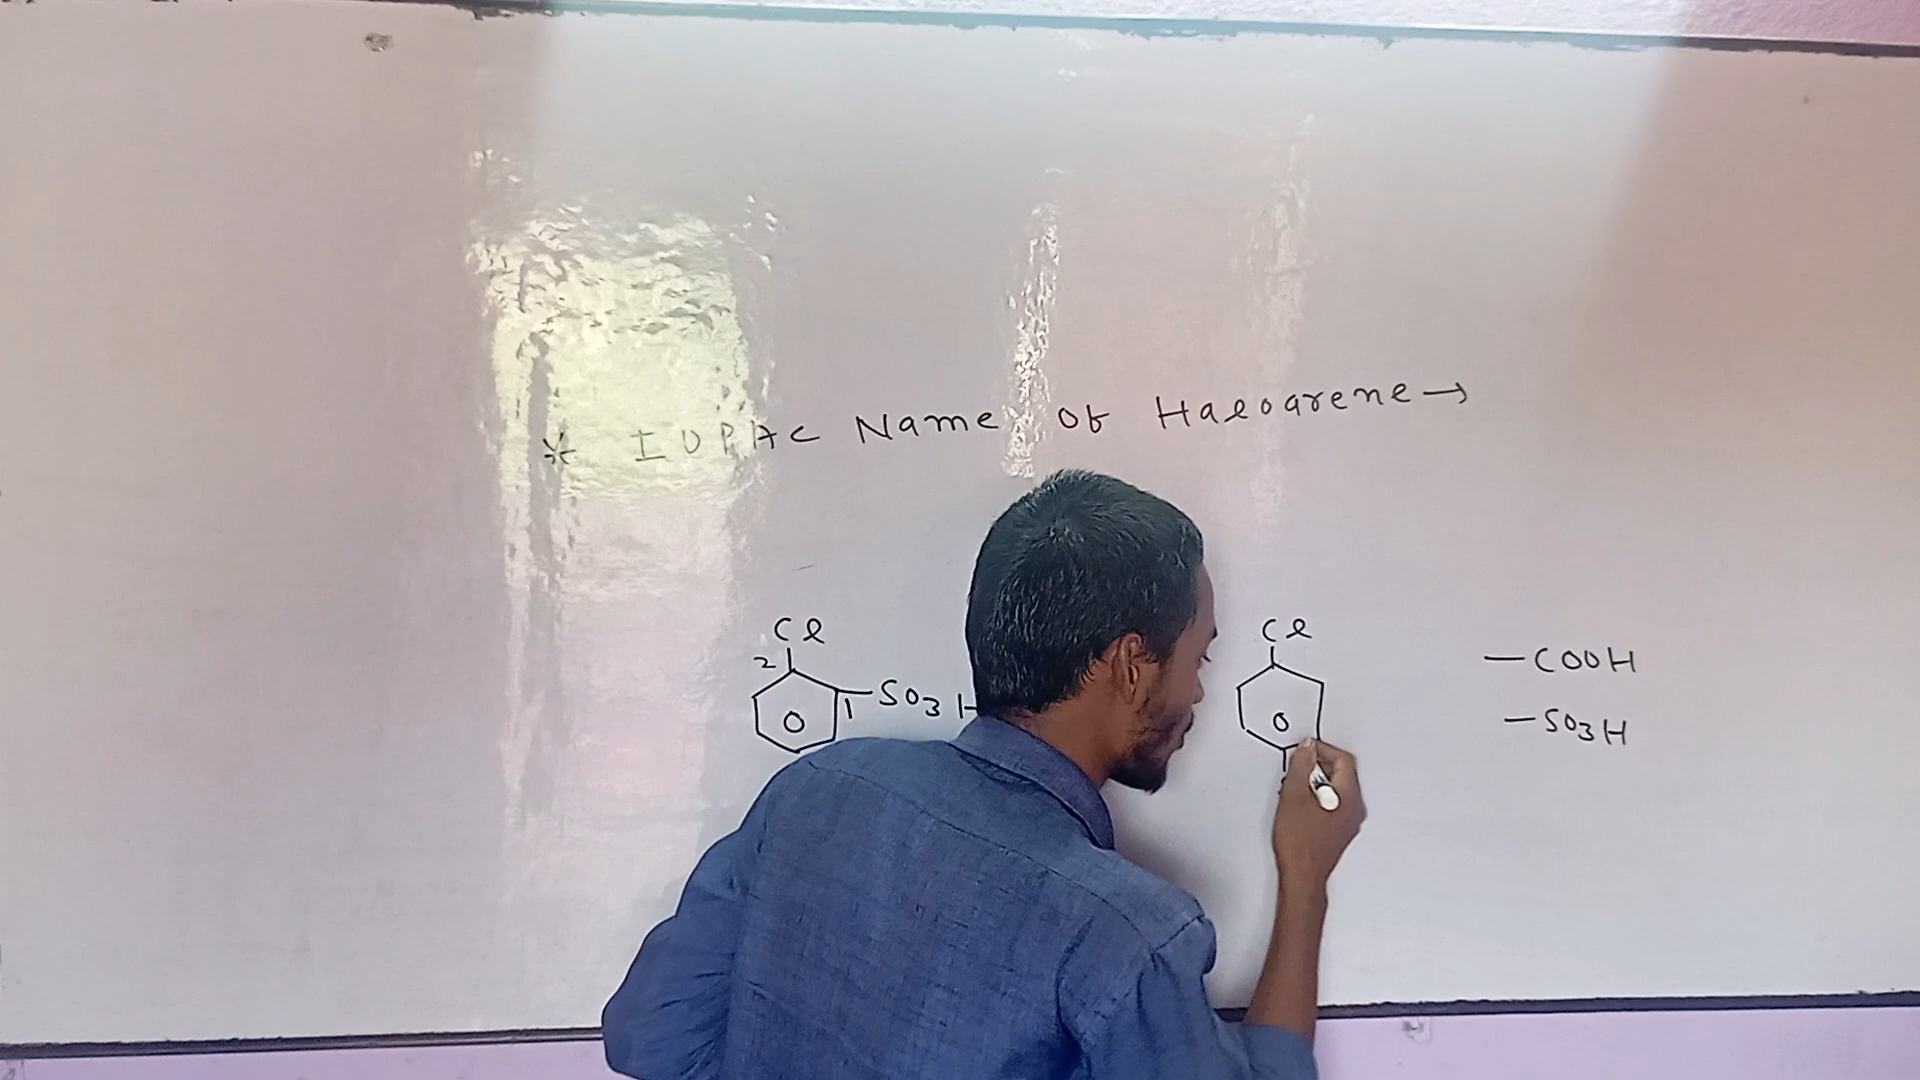 * IUPAC Name of Haloarene →
Cl Cl
2 —COOH
1 —SO3H
—SO3H